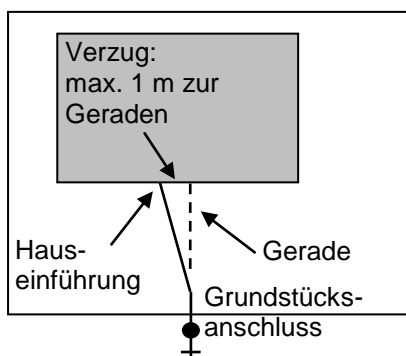 Verzug:
max. 1 m zur
Geraden
Haus-
einführung
Gerade
Grundstücks-
anschluss